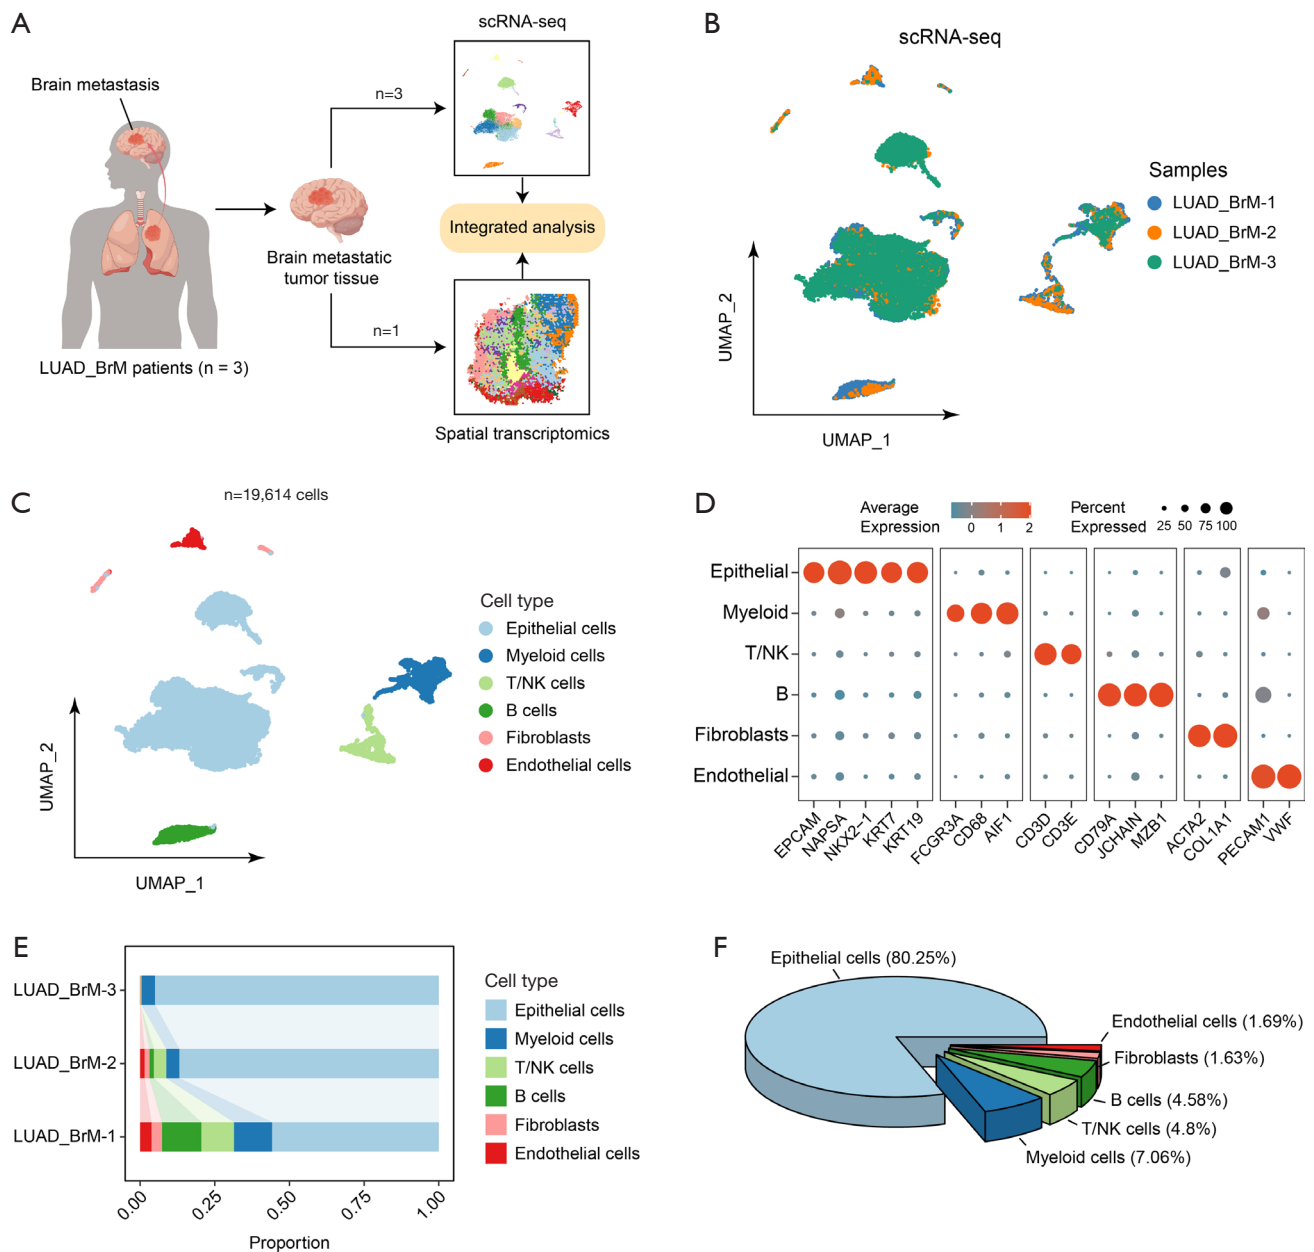 A
scRNA-seq
Brain metastasis
n=3
Integrated analysis
Brain metastatic
tumor tissue
n=1
LUAD_BrM patients (n = 3)
Spatial transcriptomics
B
scRNA-seq
Samples
LUAD_BrM-1
LUAD_BrM-2
LUAD_BrM-3
UMAP_2
UMAP_1
C
n=19,614 cells
Cell type
Epithelial cells
Myeloid cells
T/NK cells
B cells
Fibroblasts
Endothelial cells
UMAP_2
UMAP_1
D
Average
Expression
0 1 2
Percent
Expressed
25 50 75 100
Epithelial
Myeloid
T/NK
B
Fibroblasts
Endothelial
EPCAM
NAPSA
NKX2-1
KRT7
KRT19
FCGR3A
CD68
AIF1
CD3D
CD3E
CD79A
JCHAIN
MZB1
ACTA2
COL1A1
PECAM1
VWF
E
LUAD_BrM-3
LUAD_BrM-2
LUAD_BrM-1
0.00
0.25
0.50
0.75
1.00
Proportion
Cell type
Epithelial cells
Myeloid cells
T/NK cells
B cells
Fibroblasts
Endothelial cells
F
Epithelial cells (80.25%)
Endothelial cells (1.69%)
Fibroblasts (1.63%)
B cells (4.58%)
T/NK cells (4.8%)
Myeloid cells (7.06%)